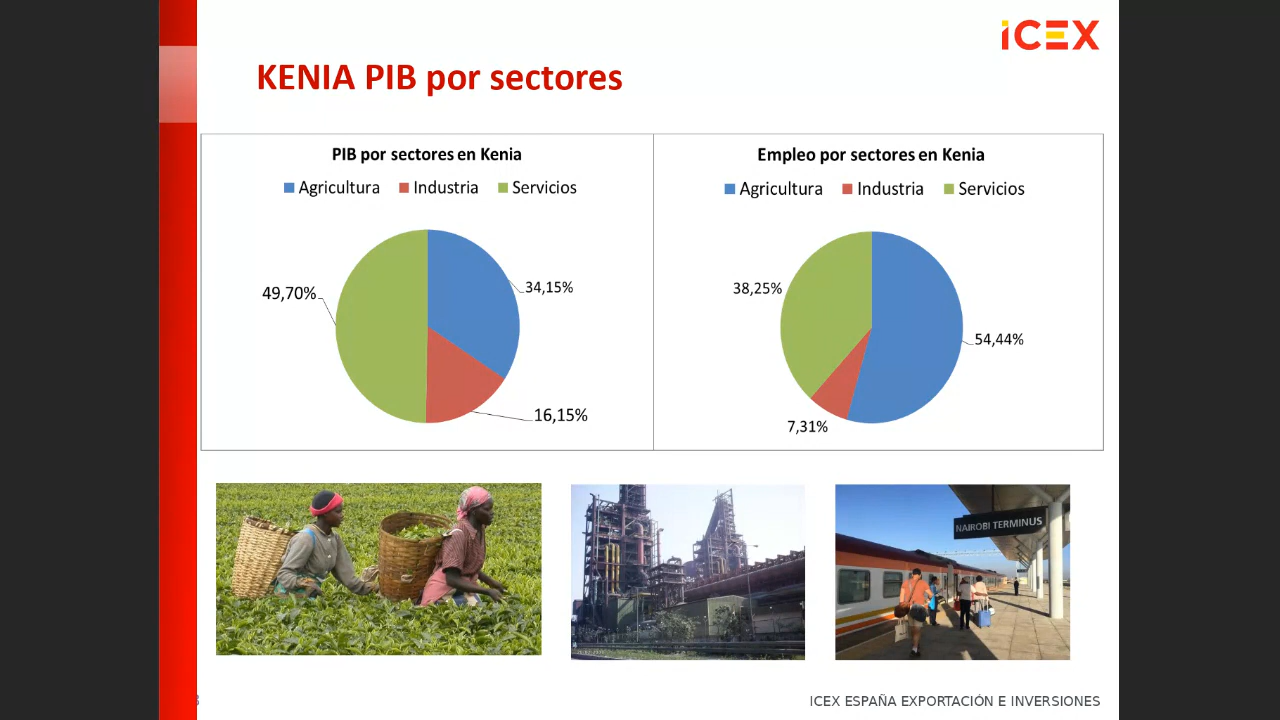 iCEX
KENIA PIB por sectores
PIB por sectores en Kenia
Agricultura Industria Servicios
49,70%
34,15%
16,15%
Empleo por sectores en Kenia
Agricultura Industria Servicios
38,25%
54,44%
7,31%
NAIROBI TERMINUS
ICEX ESPAÑA EXPORTACIÓN E INVERSIONES